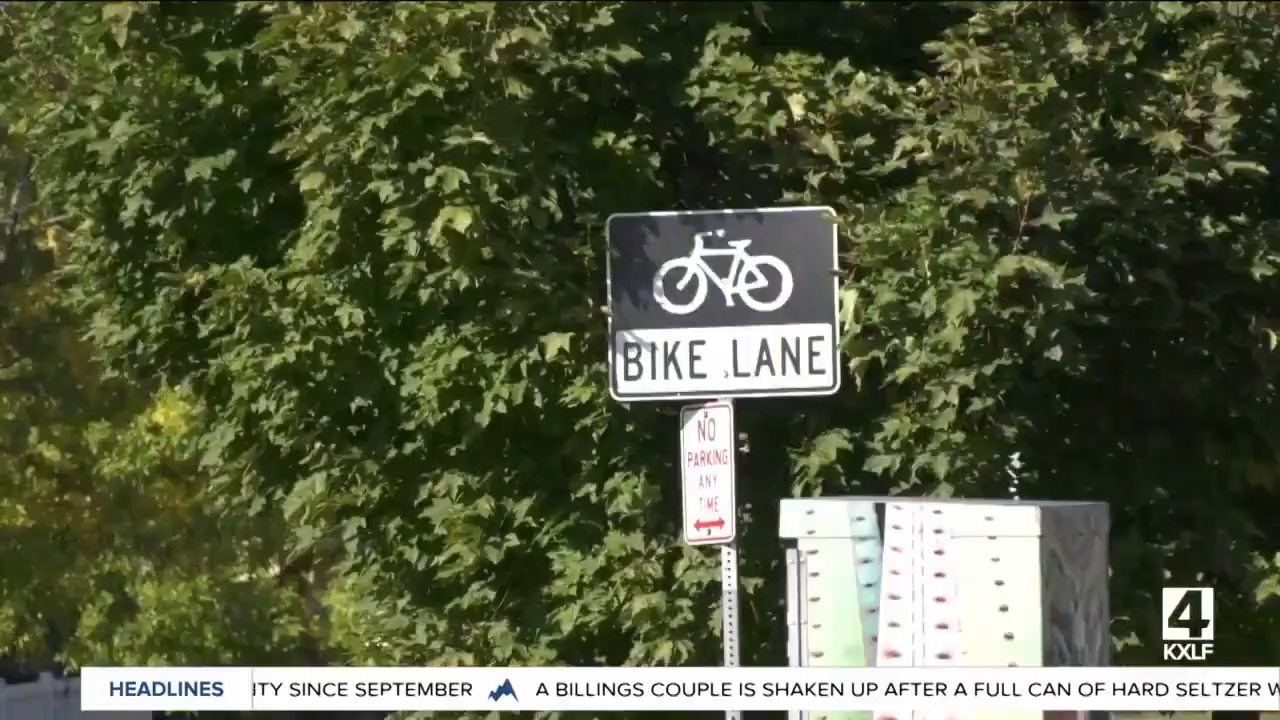 BIKE LANE
NO
PARKING
ANY
TIME
4
KXLF
HEADLINES
SINCE SEPTEMBER A BILLINGS COUPLE IS SHAKEN UP AFTER A FULL CAN OF HARD SELTZER